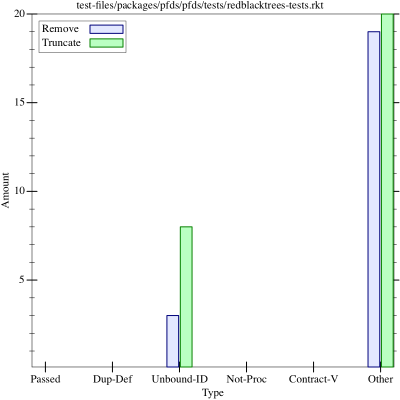 test-files/packages/pfds/pfds/tests/redblacktrees-tests.rkt
Remove
Truncate
20
15
10
5
Amount
Passed Dup-Def Unbound-ID Not-Proc Contract-V Other
Type